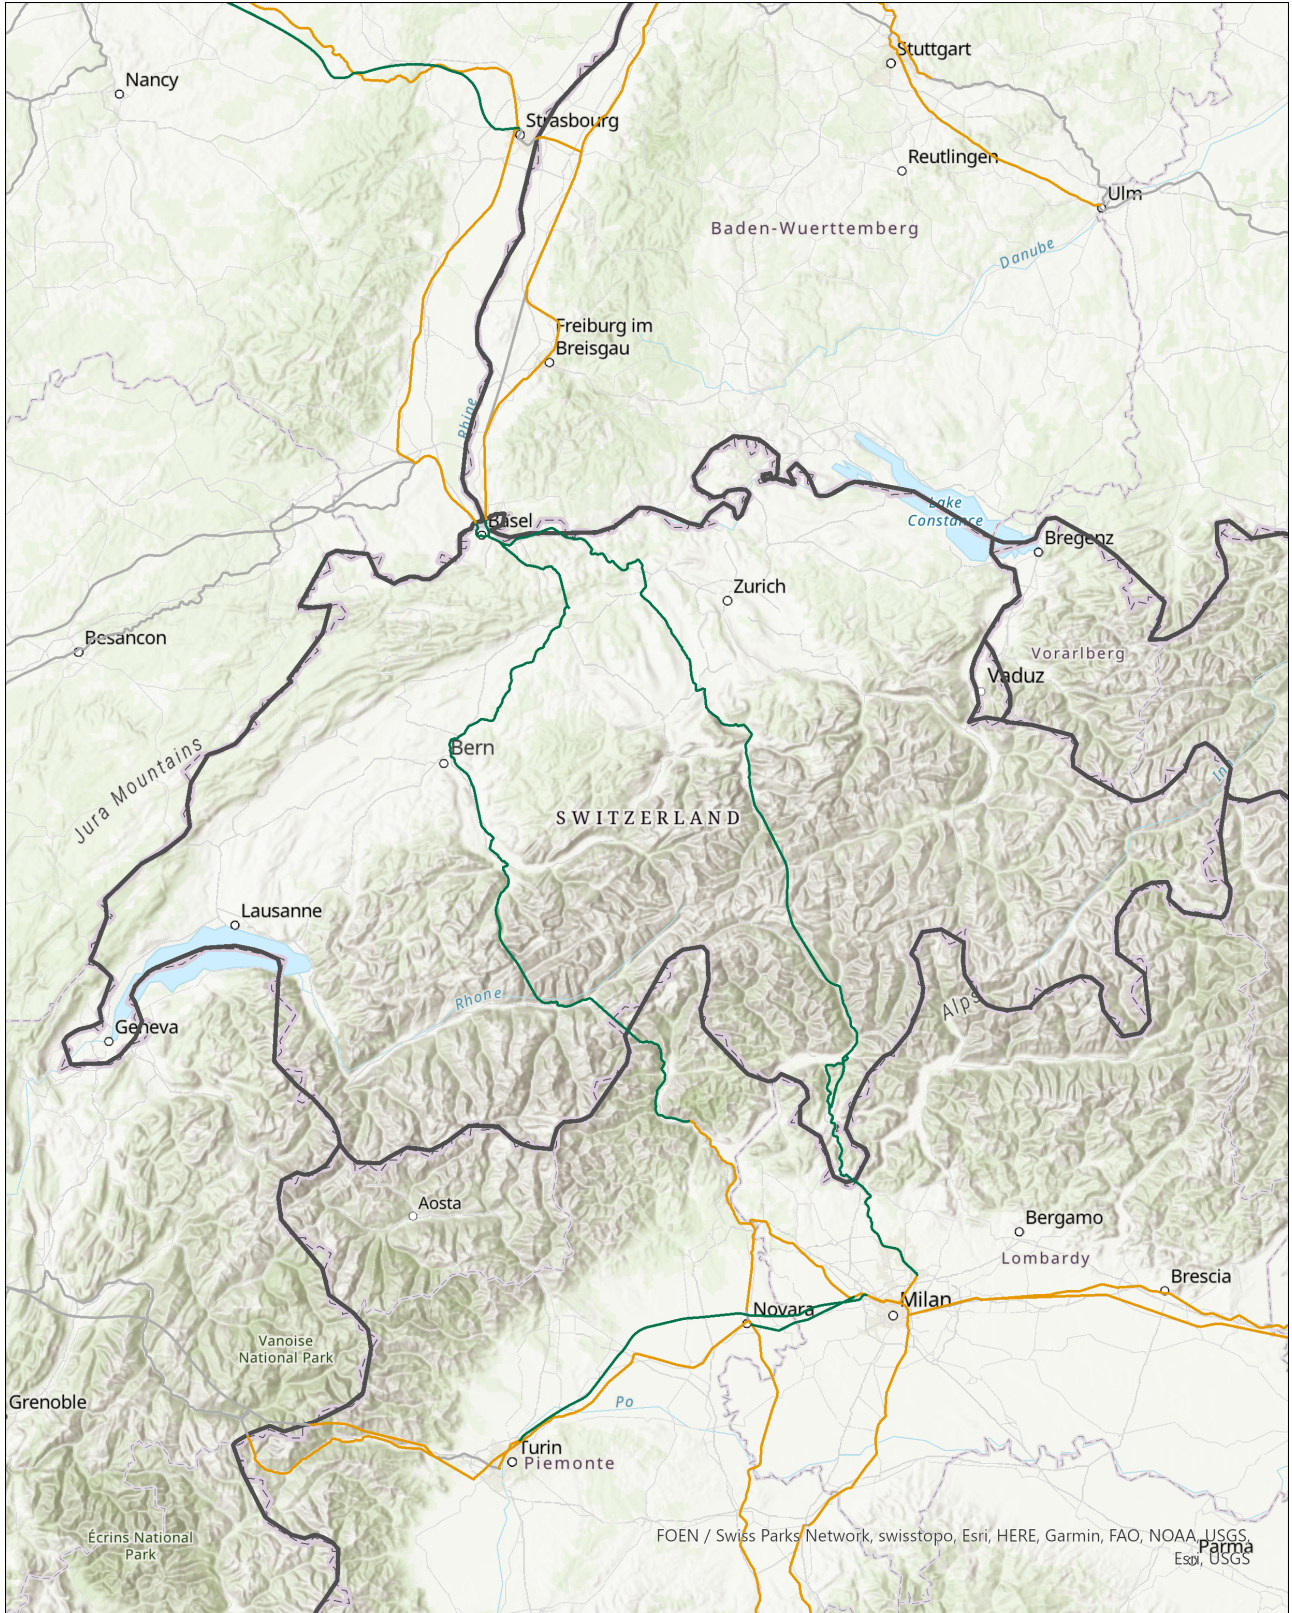 Stuttgart
Nancy
Strasbourg
Reutlingen
Ulm
Baden-Wuerttemberg
Danube
Freiburg im
Breisgau
Rhine
Lake
Constance
Basel
Bregenz
Zurich
Besancon
Vorarlberg
Vaduz
Bern
Jura Mountains
Inn
SWITZERLAND
Lausanne
Rhone
Alps
Geneva
Aosta
Bergamo
Lombardy
Brescia
Milan
Novara
Vanoise
National Park
Grenoble
Po
Turin
Piemonte
Écrins National
Park
FOEN / Swiss Parks Network, swisstopo, Esri, HERE, Garmin, FAO, NOAA, USGS,
Esri, USGS
Parma